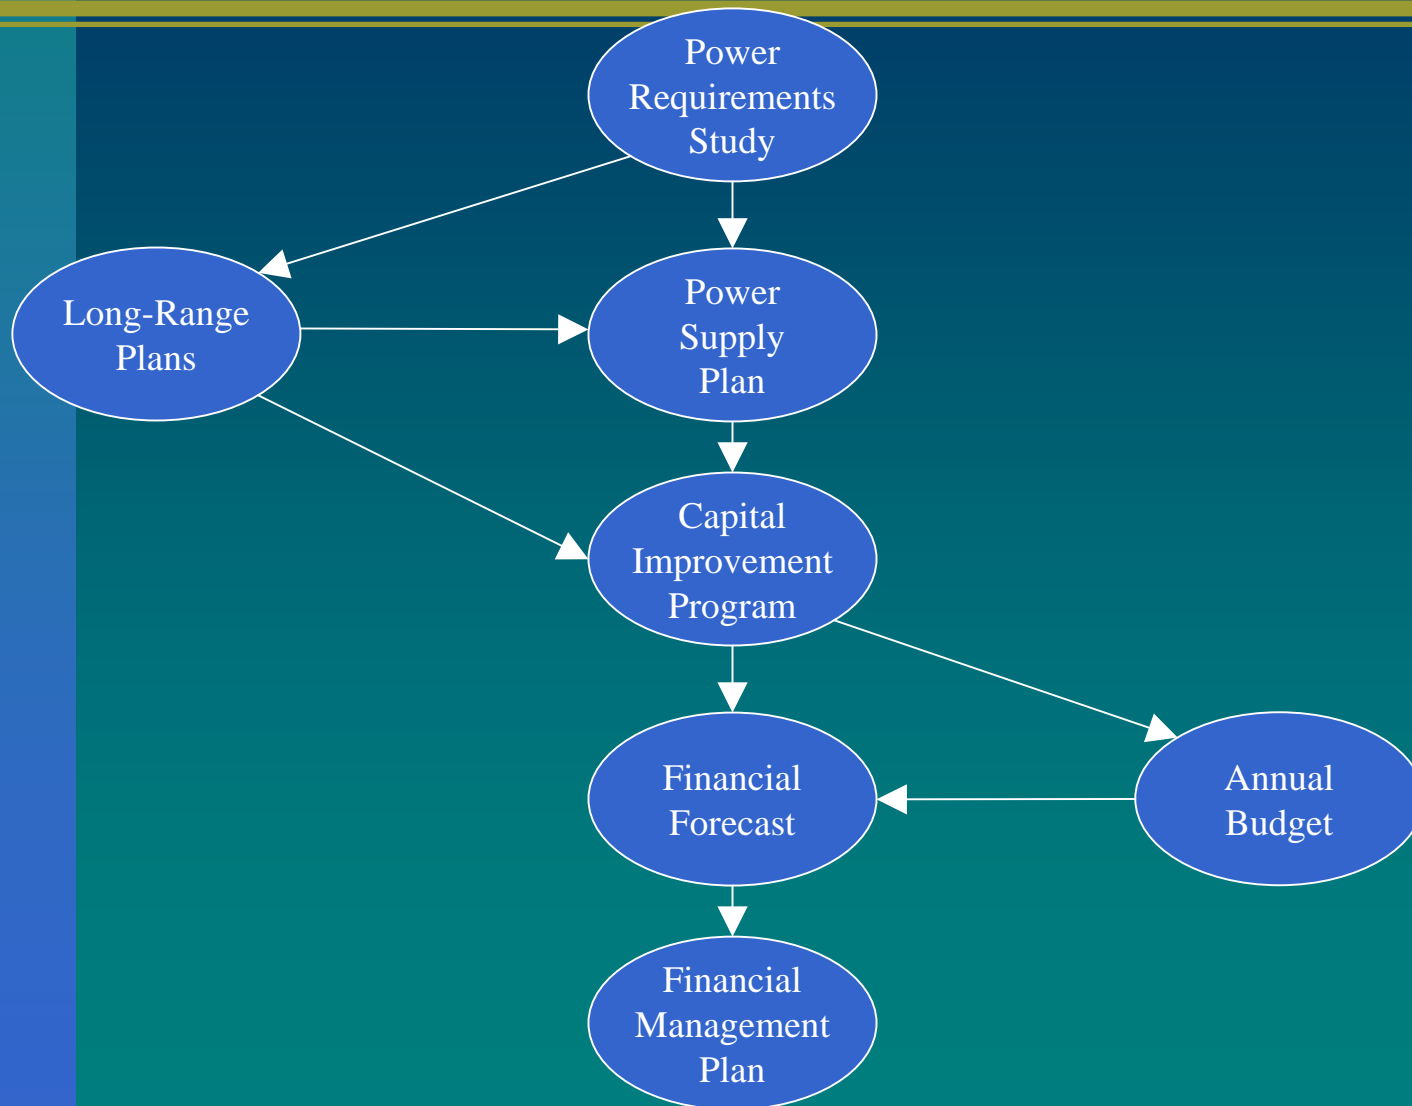 Power
Requirements
Study
Long-Range
Plans
Power
Supply
Plan
Capital
Improvement
Program
Financial
Forecast
Annual
Budget
Financial
Management
Plan